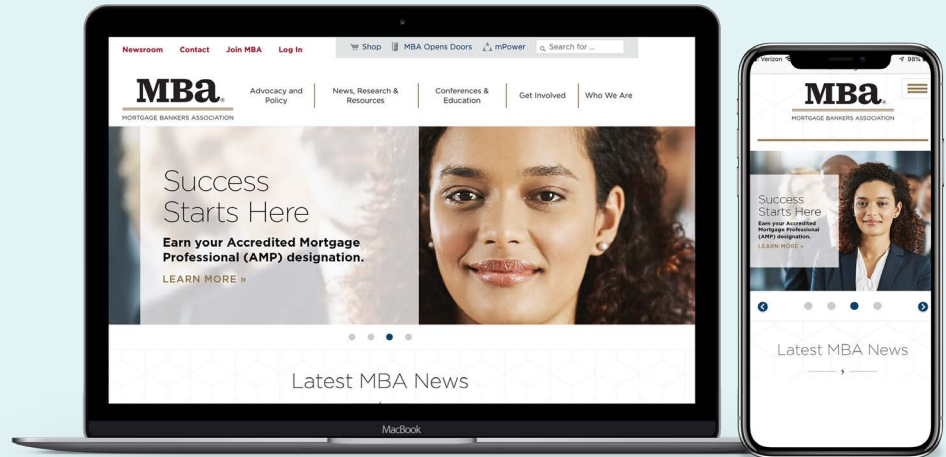 Newsroom Contact Join MBA Log In
Shop MBA Opens Doors mPower Search for ...
MBa®
MORTGAGE BANKERS ASSOCIATION
Advocacy and
Policy
News, Research &
Resources
Conferences &
Education
Get Involved
Who We Are
Success
Starts Here
Earn your Accredited Mortgage
Professional (AMP) designation.
LEARN MORE »
Latest MBA News
MacBook
Verizon 98%
MBa®
MORTGAGE BANKERS ASSOCIATION
Success
Starts Here
Earn your Accredited
Mortgage Professional
(AMP) designation.
LEARN MORE »
Latest MBA News